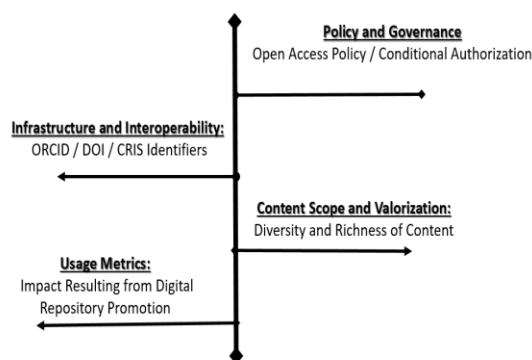 Policy and Governance
Open Access Policy / Conditional Authorization
Infrastructure and Interoperability:
ORCID / DOI / CRIS Identifiers
Content Scope and Valorization:
Diversity and Richness of Content
Usage Metrics:
Impact Resulting from Digital
Repository Promotion